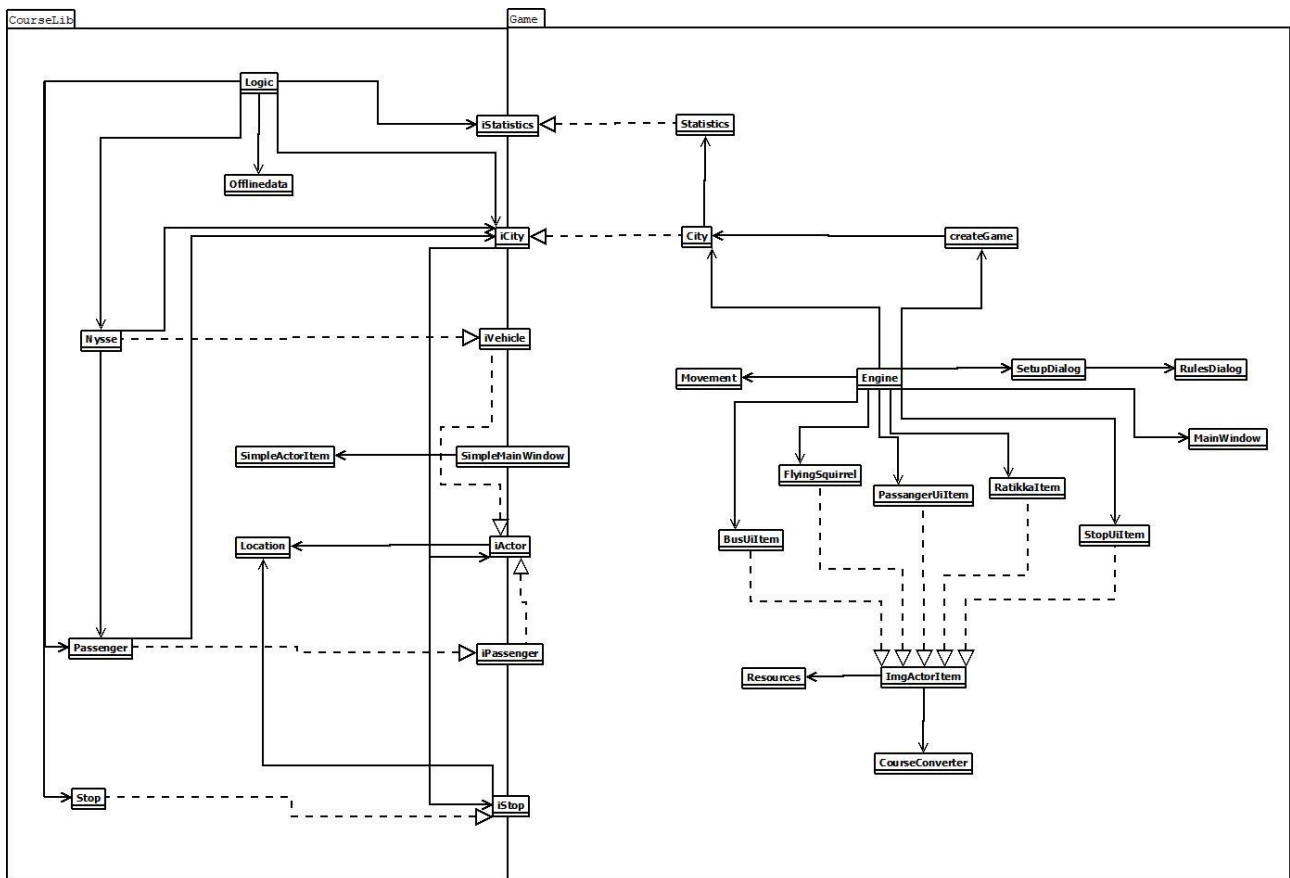 CourseLib
Game
Logic
iStatistics
Statistics
Offlinedata
iCity
City
createGame
Nysse
iVehicle
Movement
Engine
SetupDialog
RulesDialog
MainWindow
SimpleActorItem
SimpleMainWindow
FlyingSquirrel
PassangerUiItem
RatikkaItem
BusUiItem
StopUiItem
Location
iActor
Passenger
iPassenger
Resources
ImgActorItem
CourseConverter
Stop
iStop